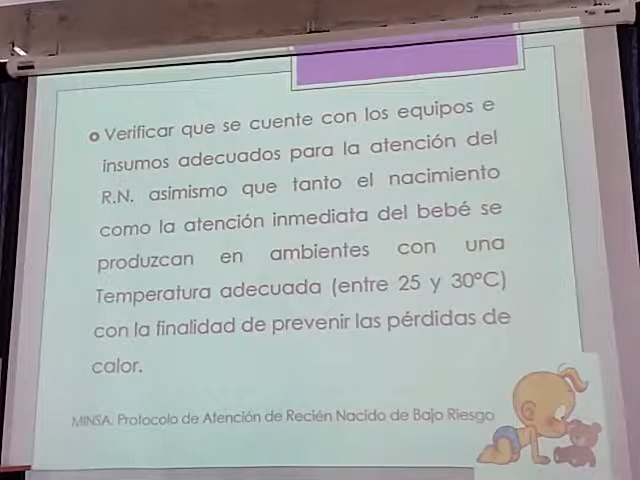 Verificar que se cuente con los equipos e
insumos adecuados para la atención del
R.N. asimismo que tanto el nacimiento
como la atención inmediata del bebé se
produzcan en ambientes con una
Temperatura adecuada (entre 25 y 30°C)
con la finalidad de prevenir las pérdidas de
calor.
MINSA. Protocolo de Atención de Recién Nacido de Bajo Riesgo